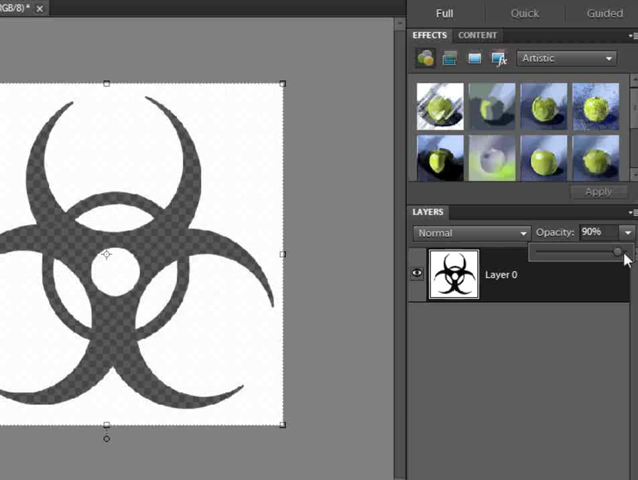 RGB/8) *
Full Quick Guided
EFFECTS CONTENT
Artistic
Apply
LAYERS
Normal Opacity: 90%
Layer 0